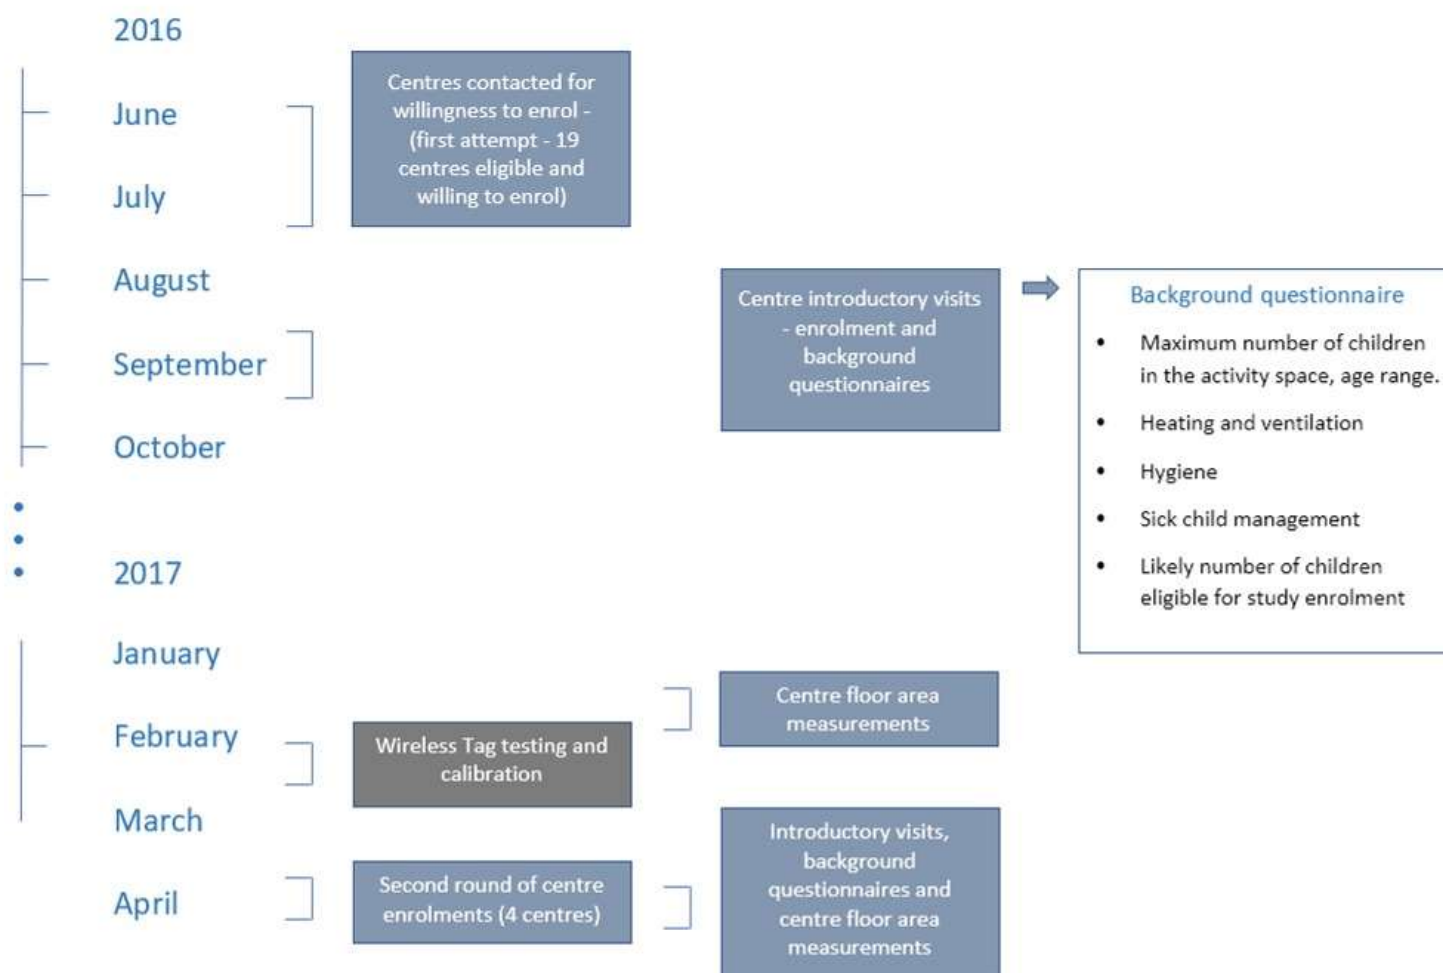 2016
June
July
August
September
October
Centres contacted for
willingness to enrol -
(first attempt - 19
centres eligible and
willing to enrol)
Centre introductory visits
- enrolment and
background
questionnaires
Background questionnaire
• Maximum number of children
in the activity space, age range.
• Heating and ventilation
• Hygiene
• Sick child management
• Likely number of children
eligible for study enrolment
2017
January
February
March
April
Wireless Tag testing and
calibration
Centre floor area
measurements
Second round of centre
enrolments (4 centres)
Introductory visits,
background
questionnaires and
centre floor area
measurements